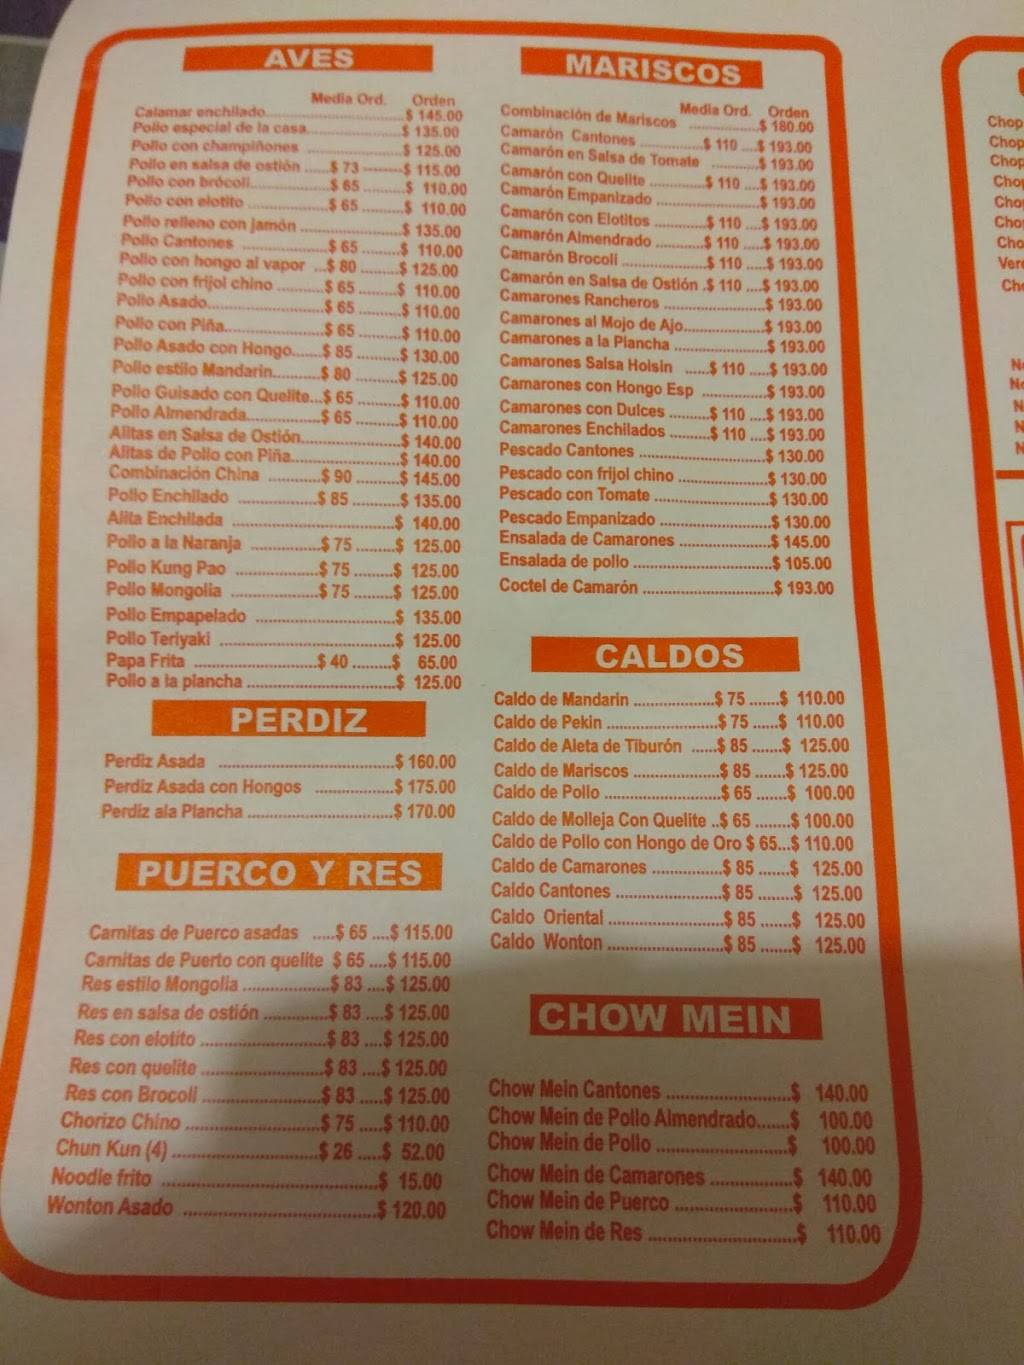 AVES
Media Ord. Orden
Calamar enchilado..........$ 145.00
Pollo especial de la casa..........$ 135.00
Pollo con champiñones ..........$ 125.00
Pollo en salsa de ostión ......$ 73 ---------$ 115.00
Pollo con brócoli..........$ 65 ..........$ 110.00
Pollo con elotito ..........$ 65 ..........$ 110.00
Pollo relleno con jamón ..........$ 135.00
Pollo Cantones ..........$ 65 ..........$ 110.00
Pollo con hongo al vapor ...$ 80 ..........$ 125.00
Pollo con frijol chino ..........$ 65 ..........$ 110.00
Pollo Asado..........$ 65 ..........$ 110.00
Pollo con Piña..........$ 65 ..........$ 110.00
Pollo Asado con Hongo.......$ 85 ..........$ 130.00
Pollo estilo Mandarin..........$ 80 ..........$ 125.00
Pollo Guisado con Quelite...$ 65 ..........$ 110.00
Pollo Almendrada..........$ 65 ..........$ 110.00
Alitas en Salsa de Ostión..........$ 140.00
Alitas de Pollo con Piña..........$ 140.00
Combinación China ..........$ 90 ..........$ 145.00
Pollo Enchilado ..........$ 85 ..........$ 135.00
Alita Enchilada ..........$ 140.00
Pollo a la Naranja ..........$ 75 ........$ 125.00
Pollo Kung Pao ..........$ 75 ........$ 125.00
Pollo Mongolia ..........$ 75 ........$ 125.00
Pollo Empapelado ..........$ 135.00
Pollo Teriyaki ..........$ 125.00
Papa Frita ..........$ 40 ........$ 65.00
Pollo a la plancha ..........$ 125.00
PERDIZ
Perdiz Asada ..........$ 160.00
Perdiz Asada con Hongos ..........$ 175.00
Perdiz ala Plancha ..........$ 170.00
PUERCO Y RES
Carnitas de Puerco asadas .....$ 65 ....$ 115.00
Carnitas de Puerto con quelite $ 65 ....$ 115.00
Res estilo Mongolia ..........$ 83 ....$ 125.00
Res en salsa de ostión ..........$ 83 ....$ 125.00
Res con elotito ..........$ 83 ....$ 125.00
Res con quelite ..........$ 83 ....$ 125.00
Res con Brocoli ..........$ 83 .....$ 125.00
Chorizo Chino ..........$ 75 .....$ 110.00
Chun Kun (4) ..........$ 26 .....$ 52.00
Noodle frito ..........$ 15.00
Wonton Asado ..........$ 120.00
MARISCOS
Media Ord. Orden
Combinación de Mariscos ..........$ 180.00
Camarón Cantones ..........$ 110 ....$ 193.00
Camarón en Salsa de Tomate ..........$ 193.00
Camarón con Quelite ..........$ 110 ....$ 193.00
Camarón Empanizado ..........$ 193.00
Camarón con Elotitos ..........$ 110 ....$ 193.00
Camarón Almendrado ..........$ 110 .....$ 193.00
Camarón Brocoli ..........$ 110 .....$ 193.00
Camarón en Salsa de Ostión .$ 110 ....$ 193.00
Camarones Rancheros ..........$ 193.00
Camarones al Mojo de Ajo..........$ 193.00
Camarones a la Plancha ..........$ 193.00
Camarones Salsa Holsin ......$ 110 .....$ 193.00
Camarones con Hongo Esp ..........$ 193.00
Camarones con Dulces .........$ 110 ....$ 193.00
Camarones Enchilados .........$ 110 ....$ 193.00
Pescado Cantones ..........$ 130.00
Pescado con frijol chino ..........$ 130.00
Pescado con Tomate ..........$ 130.00
Pescado Empanizado ..........$ 130.00
Ensalada de Camarones ..........$ 145.00
Ensalada de pollo ..........$ 105.00
Coctel de Camarón ..........$ 193.00
CALDOS
Caldo de Mandarin ..........$ 75 .......$ 110.00
Caldo de Pekin ..........$ 75 .....$ 110.00
Caldo de Aleta de Tiburón ......$ 85 .......$ 125.00
Caldo de Mariscos ..........$ 85 .......$ 125.00
Caldo de Pollo ..........$ 65 .......$ 100.00
Caldo de Molleja Con Quelite ..$ 65 ........$ 100.00
Caldo de Pollo con Hongo de Oro $ 65...$ 110.00
Caldo de Camarones ..........$ 85 .......$ 125.00
Caldo Cantones ..........$ 85 ........$ 125.00
Caldo Oriental ..........$ 85 .......$ 125.00
Caldo Wonton ..........$ 85 .......$ 125.00
CHOW MEIN
Chow Mein Cantones ..........$ 140.00
Chow Mein de Pollo Almendrado.......$ 100.00
Chow Mein de Pollo ..........$ 100.00
Chow Mein de Camarones ..........$ 140.00
Chow Mein de Puerco ..........$ 110.00
Chow Mein de Res ..........$ 110.00
Chop
Chop